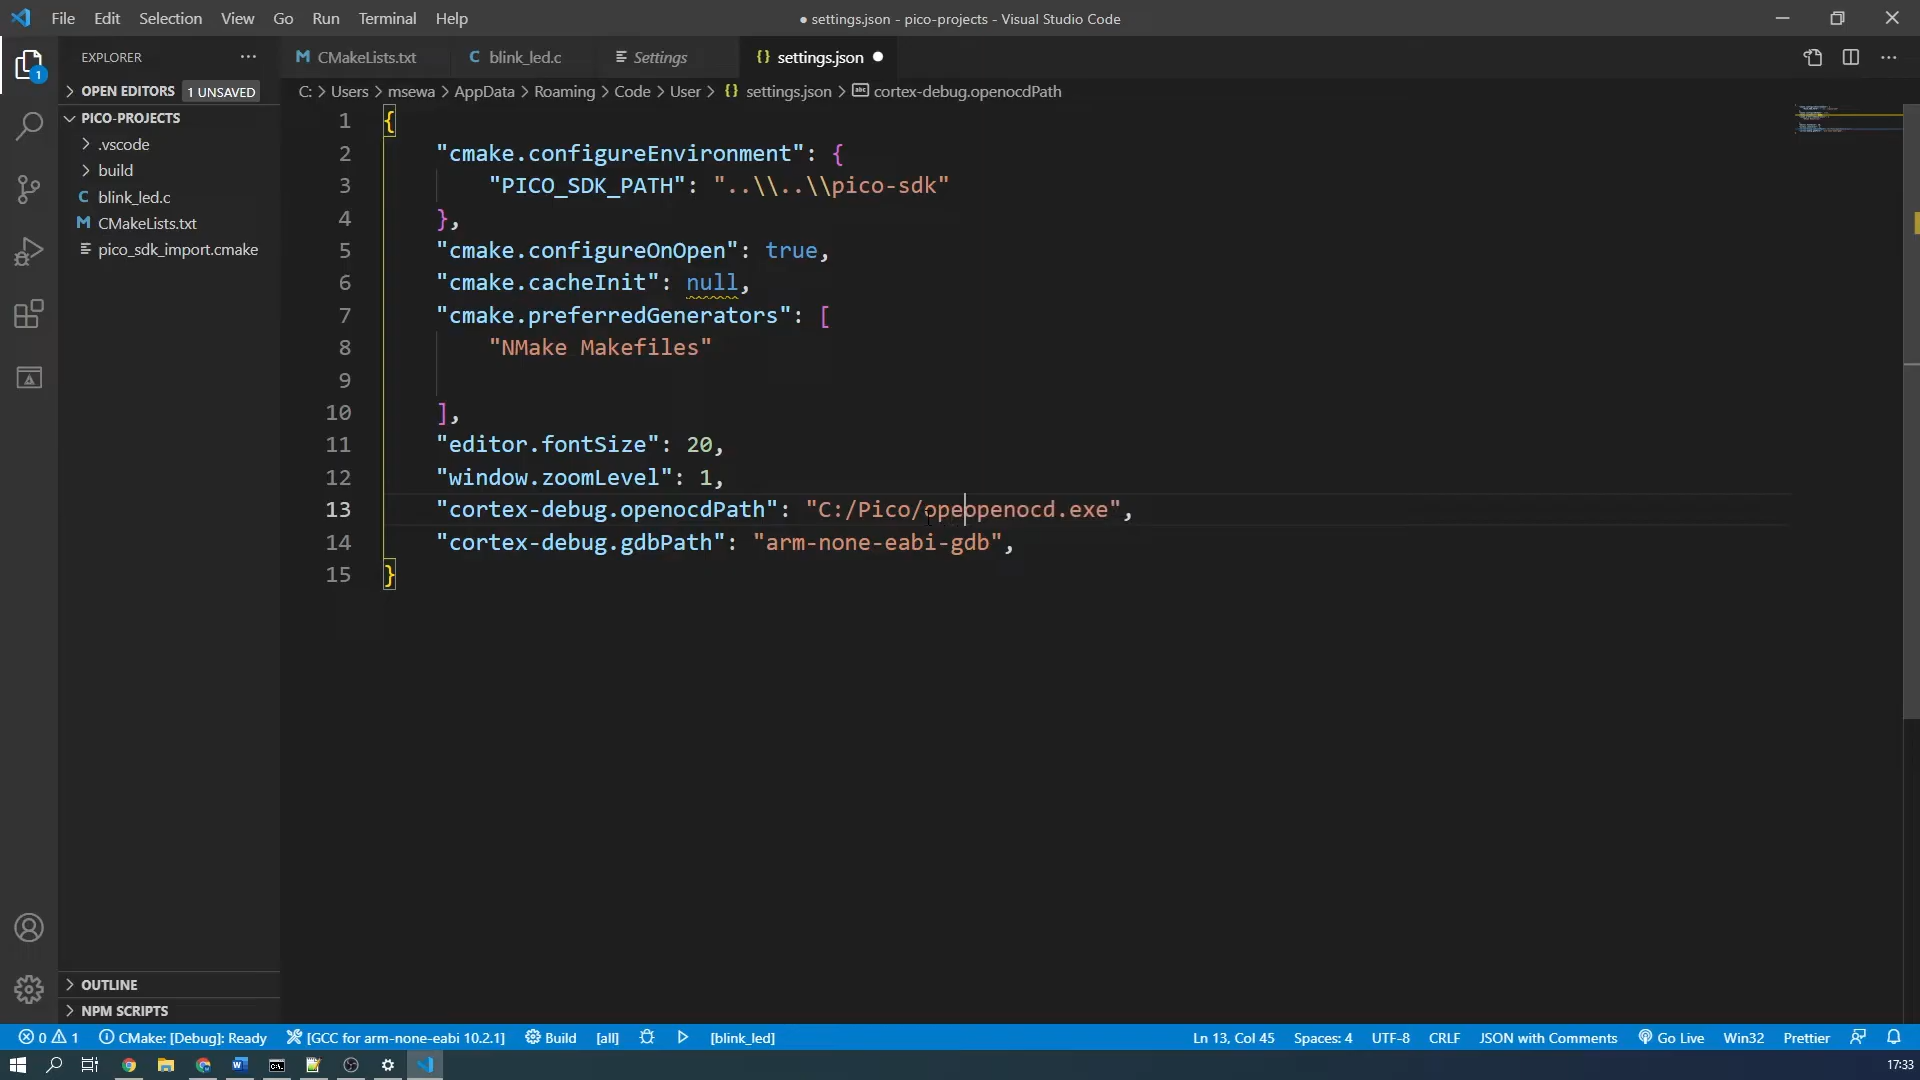 File Edit Selection View Go Run Terminal Help
● settings.json - pico-projects - Visual Studio Code
EXPLORER
CMakeLists.txt
blink_led.c
Settings
settings.json
OPEN EDITORS 1 UNSAVED
C: > Users > msewa > AppData > Roaming > Code > User > {} settings.json > cortex-debug.openocdPath
PICO-PROJECTS
.vscode
build
blink_led.c
CMakeLists.txt
pico_sdk_import.cmake
1 {
2 "cmake.configureEnvironment": {
3 "PICO_SDK_PATH": "..\\..\\pico-sdk"
4 },
5 "cmake.configureOnOpen": true,
6 "cmake.cacheInit": null,
7 "cmake.preferredGenerators": [
8 "NMake Makefiles"
9
10 ],
11 "editor.fontSize": 20,
12 "window.zoomLevel": 1,
13 "cortex-debug.openocdPath": "C:/Pico/opeopenocd.exe",
14 "cortex-debug.gdbPath": "arm-none-eabi-gdb",
15 }
OUTLINE
NPM SCRIPTS
0 1 CMake: [Debug]: Ready [GCC for arm-none-eabi 10.2.1] Build [all] [blink_led] Ln 13, Col 45 Spaces: 4 UTF-8 CRLF JSON with Comments Go Live Win32 Prettier
17:33